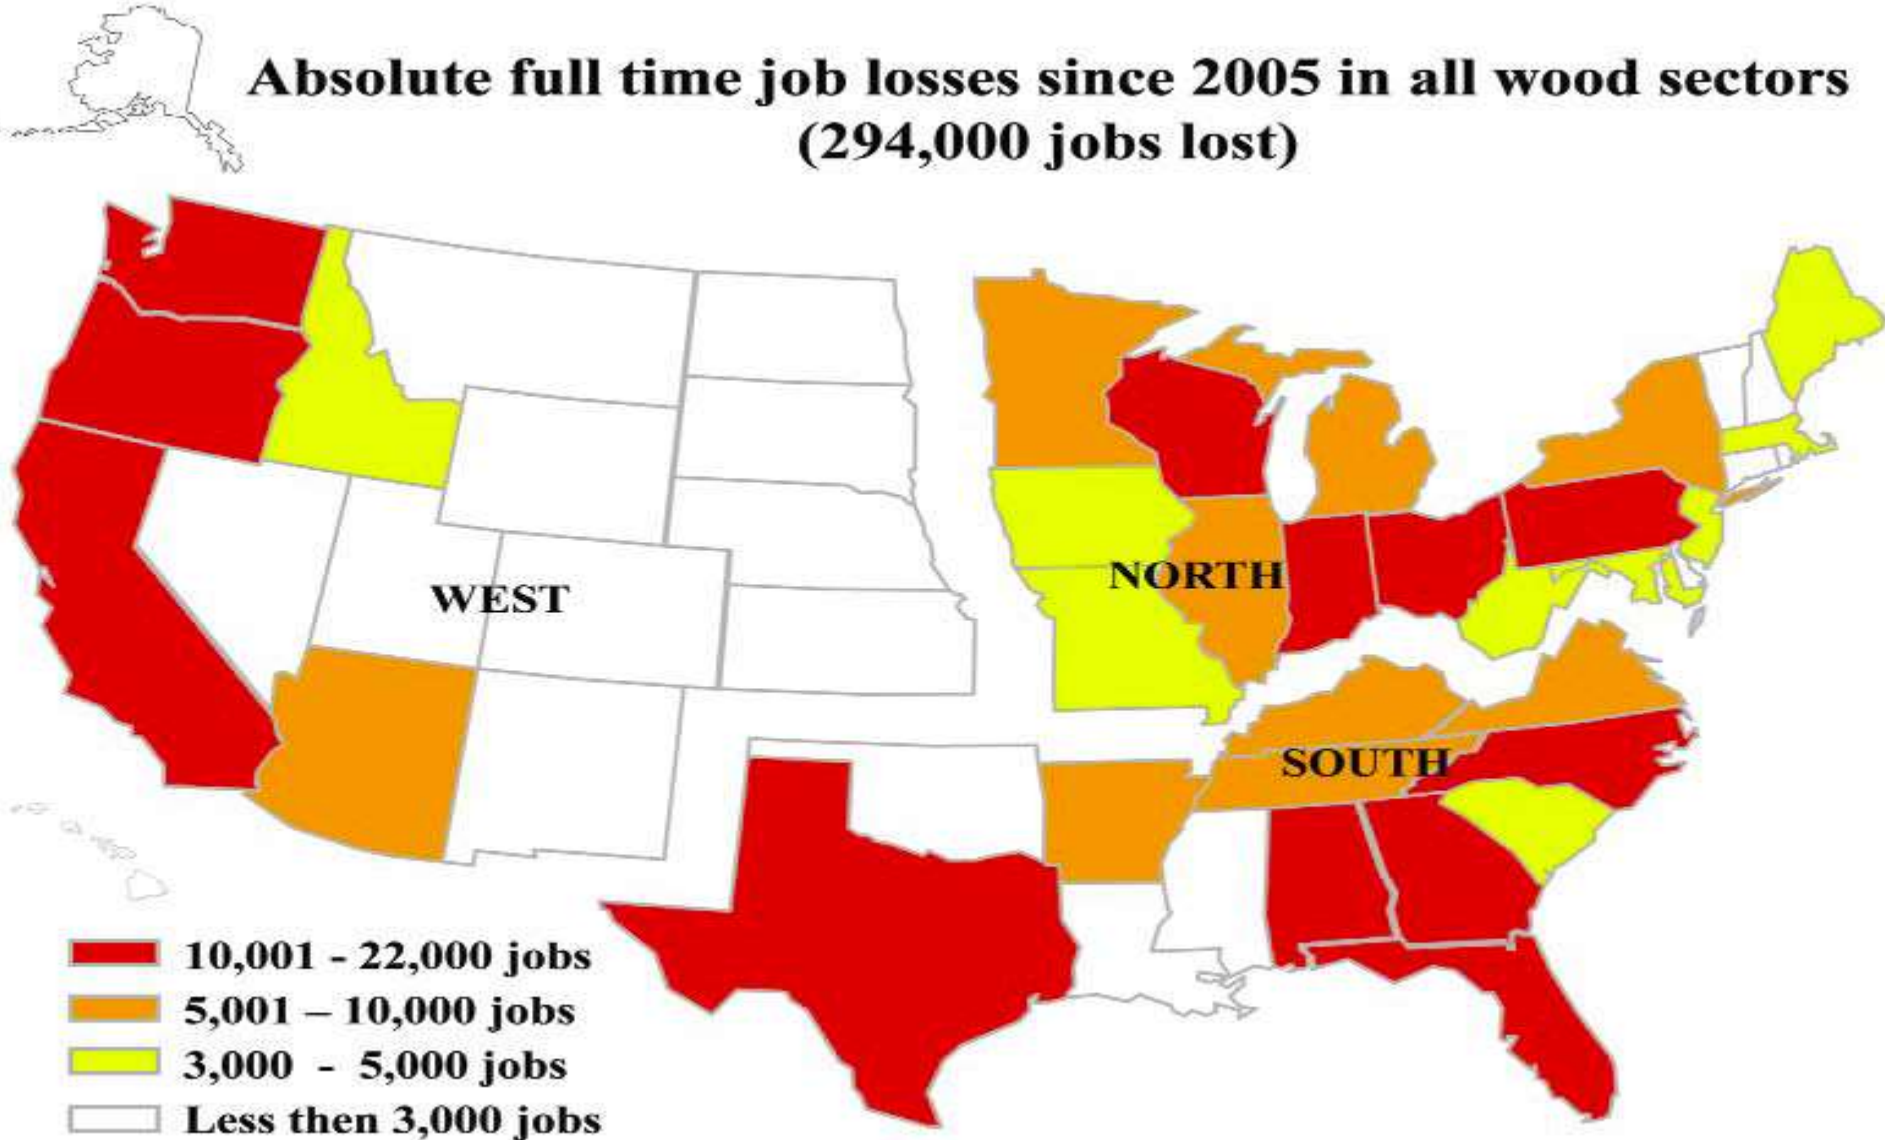 Absolute full time job losses since 2005 in all wood sectors
(294,000 jobs lost)
WEST
NORTH
SOUTH
10,001 - 22,000 jobs
5,001 – 10,000 jobs
3,000 - 5,000 jobs
Less then 3,000 jobs